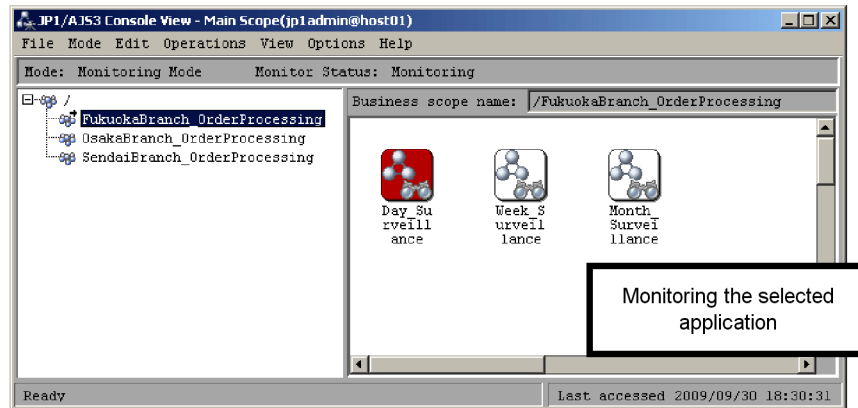 JP1/AJS3 Console View - Main Scope(jp1admin@host01)
File Mode Edit Operations View Options Help
Mode: Monitoring Mode Monitor Status: Monitoring
/
FukuokaBranch_OrderProcessing
OsakaBranch_OrderProcessing
SendaiBranch_OrderProcessing
Business scope name: /FukuokaBranch_OrderProcessing
Day_Su
rveill
ance
Week_S
urveil
lance
Month_
Survei
llance
Monitoring the selected
application
Ready
Last accessed 2009/09/30 18:30:31